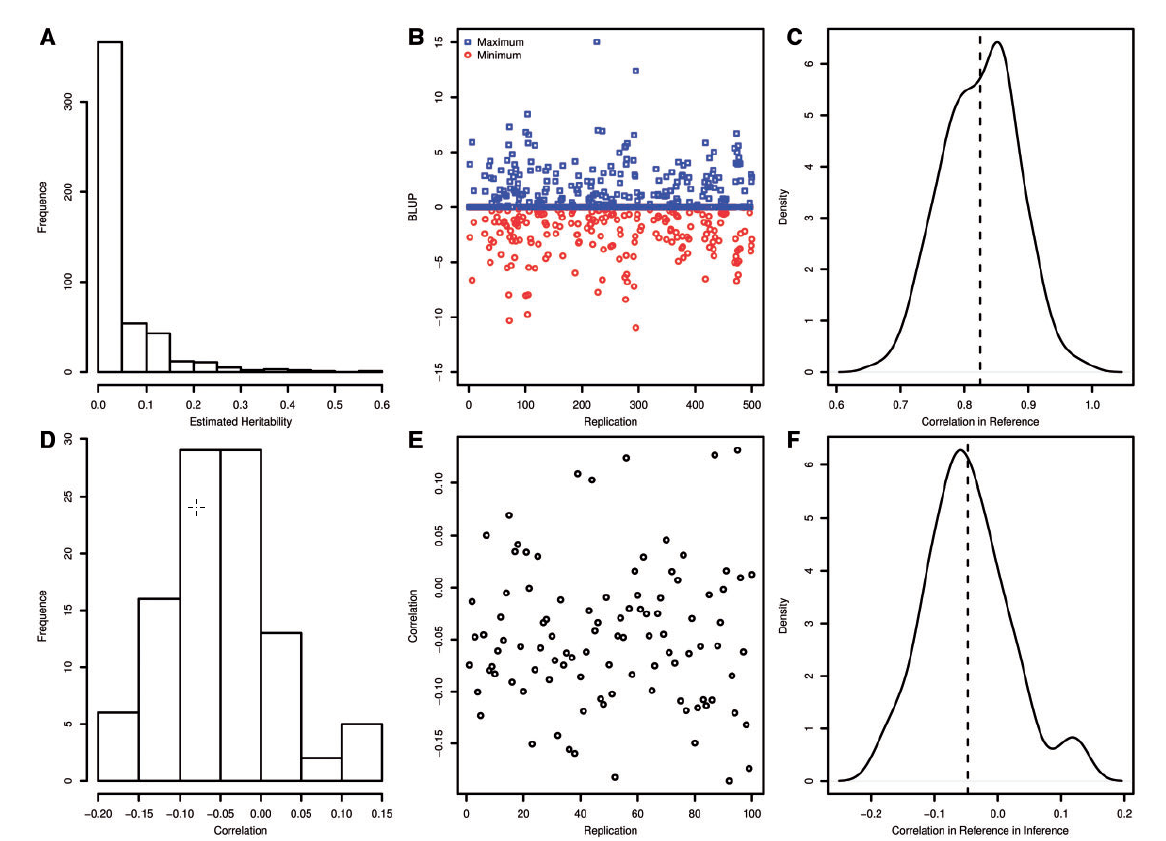 A
Frequence
0 100 200 300
0.0 0.1 0.2 0.3 0.4 0.5 0.6
Estimated Heritability
B
Maximum
Minimum
BLUP
−15 −10 −5 0 5 10 15
0 100 200 300 400 500
Replication
C
Density
0 1 2 3 4 5 6
0.6 0.7 0.8 0.9 1.0
Correlation in Reference
D
Frequence
0 5 10 15 20 25 30
−0.20 −0.15 −0.10 −0.05 0.00 0.05 0.10 0.15
Correlation
E
Correlation
−0.15 −0.10 −0.05 0.00 0.05 0.10
0 20 40 60 80 100
Replication
F
Density
0 1 2 3 4 5 6
−0.2 −0.1 0.0 0.1 0.2
Correlation in Reference in Inference